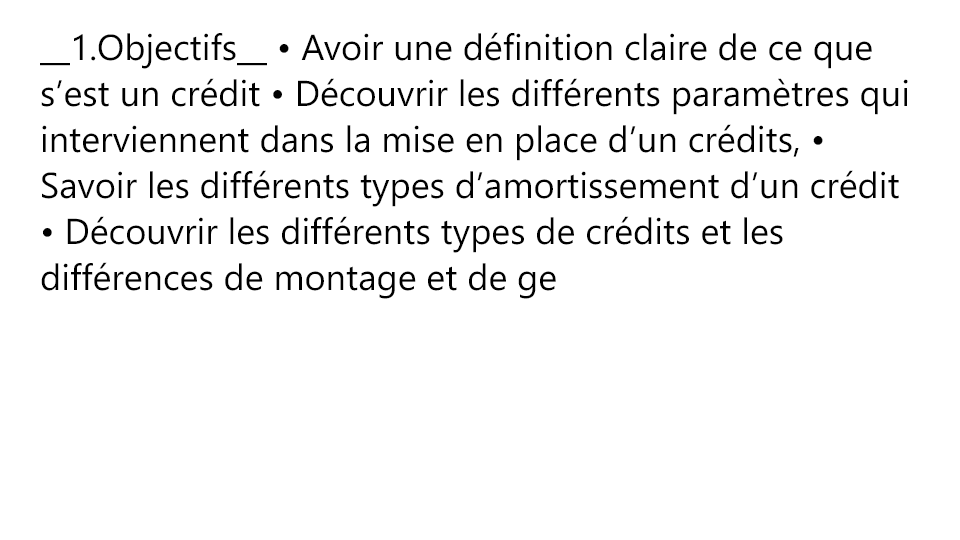 __1.Objectifs__ • Avoir une définition claire de ce que
s’est un crédit • Découvrir les différents paramètres qui
interviennent dans la mise en place d’un crédits, •
Savoir les différents types d’amortissement d’un crédit
• Découvrir les différents types de crédits et les
différences de montage et de ge